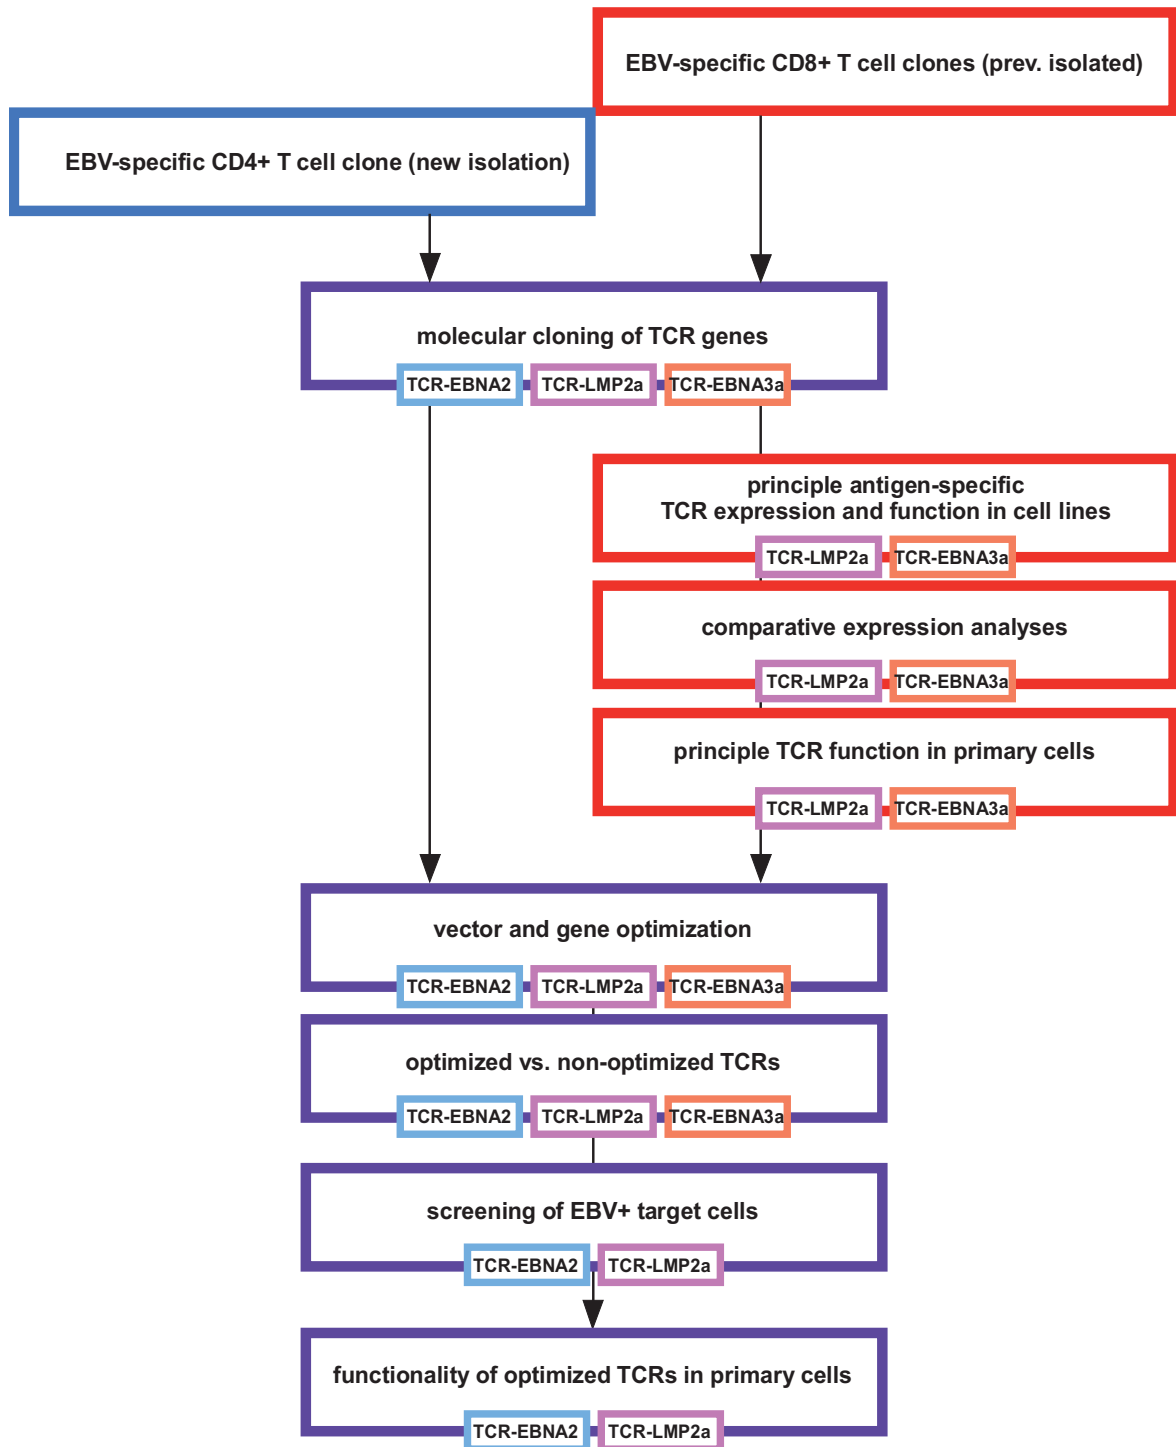 EBV-specific CD8+ T cell clones (prev. isolated)
EBV-specific CD4+ T cell clone (new isolation)
molecular cloning of TCR genes
TCR-EBNA2 TCR-LMP2a TCR-EBNA3a
principle antigen-specific
TCR expression and function in cell lines
TCR-LMP2a TCR-EBNA3a
comparative expression analyses
TCR-LMP2a TCR-EBNA3a
principle TCR function in primary cells
TCR-LMP2a TCR-EBNA3a
vector and gene optimization
TCR-EBNA2 TCR-LMP2a TCR-EBNA3a
optimized vs. non-optimized TCRs
TCR-EBNA2 TCR-LMP2a TCR-EBNA3a
screening of EBV+ target cells
TCR-EBNA2 TCR-LMP2a
functionality of optimized TCRs in primary cells
TCR-EBNA2 TCR-LMP2a